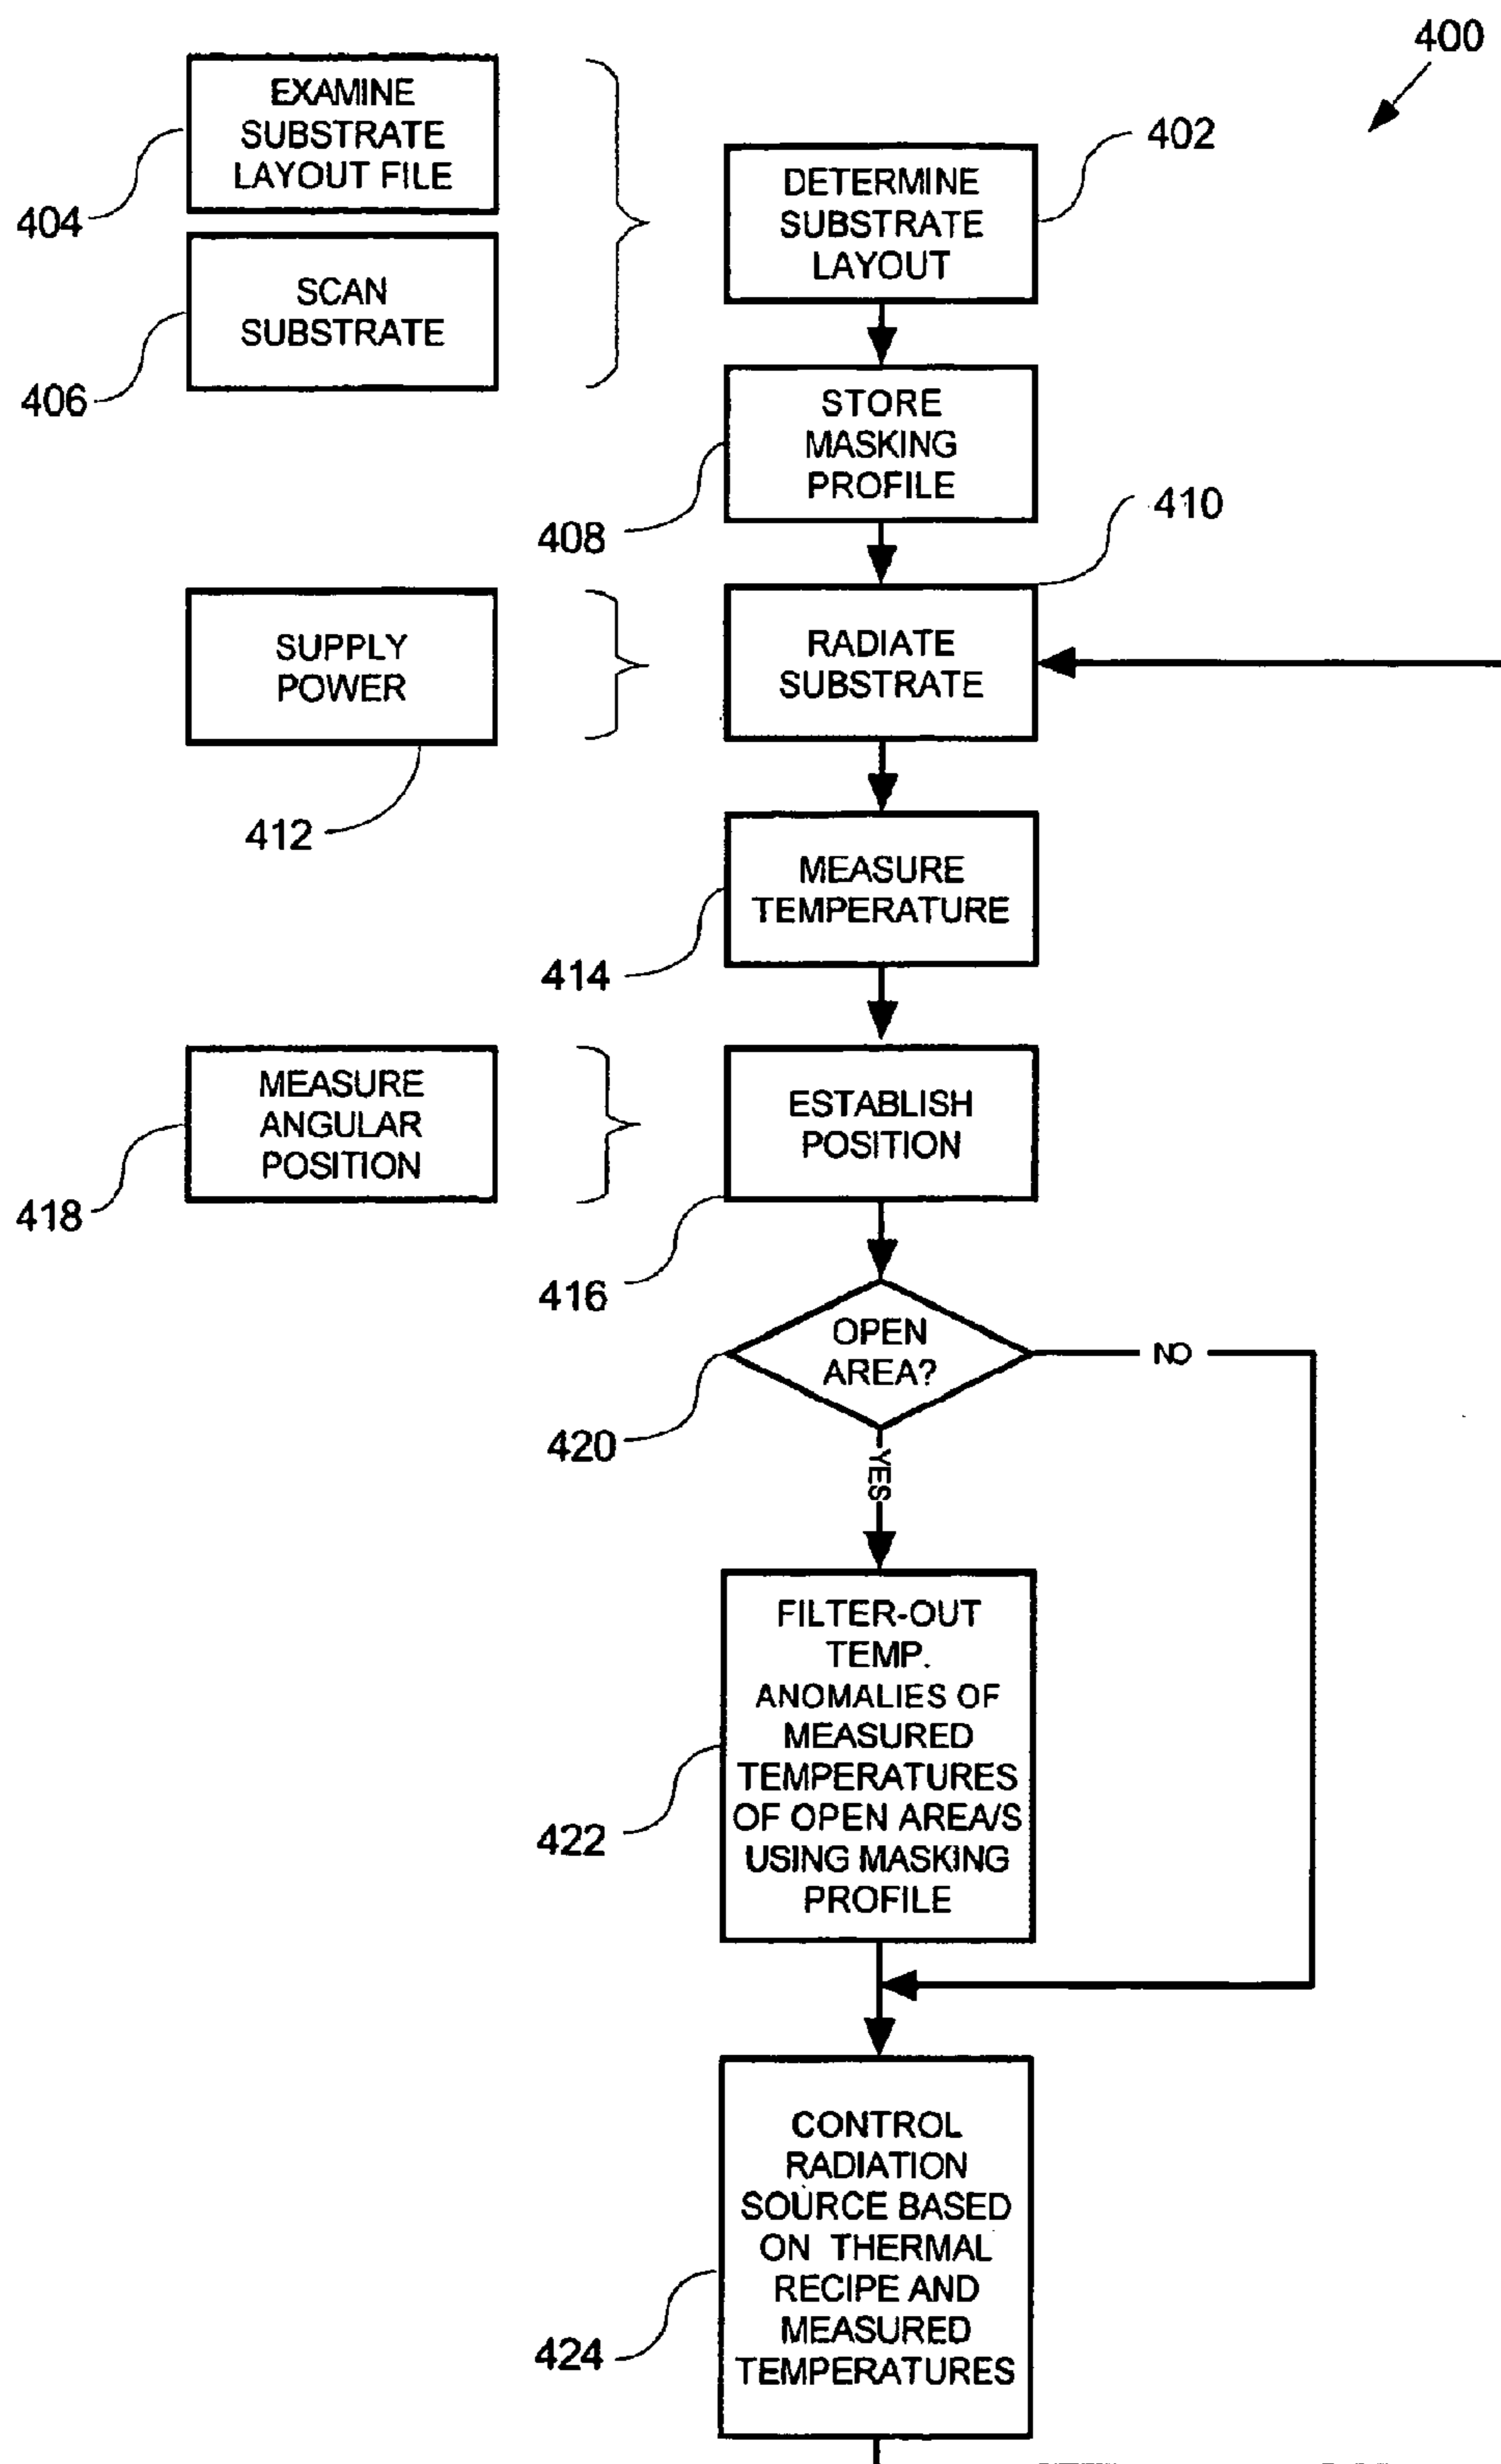 400
EXAMINE
SUBSTRATE
LAYOUT FILE
404
402
DETERMINE
SUBSTRATE
LAYOUT
SCAN
SUBSTRATE
406
STORE
MASKING
PROFILE
408
410
SUPPLY
POWER
412
RADIATE
SUBSTRATE
MEASURE
TEMPERATURE
414
MEASURE
ANGULAR
POSITION
418
ESTABLISH
POSITION
416
OPEN
AREA?
NO
420
YES
FILTER-OUT
TEMP.
ANOMALIES OF
MEASURED
TEMPERATURES
OF OPEN AREA/S
USING MASKING
PROFILE
422
CONTROL
RADIATION
SOURCE BASED
ON THERMAL
RECIPE AND
MEASURED
TEMPERATURES
424